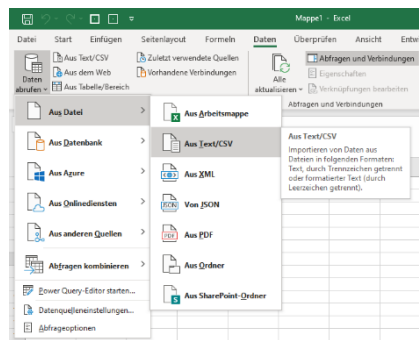 Mappe1 - Excel
Datei Start Einfügen Seitenlayout Formeln Daten Überprüfen Ansicht Entw
Daten abrufen
Aus Text/CSV
Aus dem Web
Aus Tabelle/Bereich
Zuletzt verwendete Quellen
Vorhandene Verbindungen
Alle aktualisieren
Abfragen und Verbindungen
Eigenschaften
Verknüpfungen bearbeiten
Abfragen und Verbindungen
Aus Datei
Aus Datenbank
Aus Azure
Aus Onlinediensten
Aus anderen Quellen
Abfragen kombinieren
Power Query-Editor starten...
Datenquelleneinstellungen...
Abfrageoptionen
Aus Arbeitsmappe
Aus Text/CSV
Aus XML
Von JSON
Aus PDF
Aus Ordner
Aus SharePoint-Ordner
Aus Text/CSV
Importieren von Daten aus
Dateien in folgenden Formaten:
Text, durch Trennzeichen getrennt
oder formatierter Text (durch
Leerzeichen getrennt).